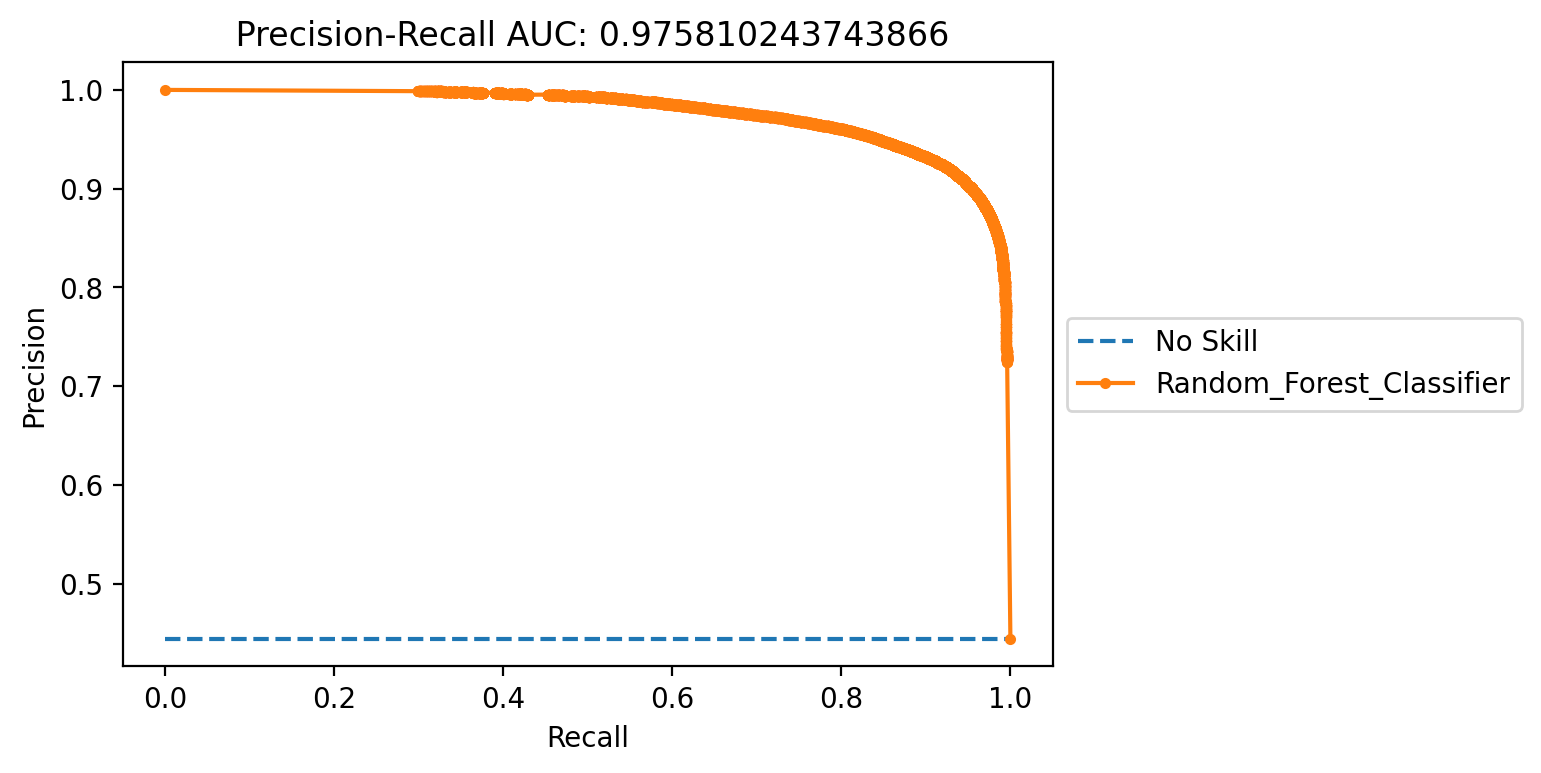 Precision-Recall AUC: 0.975810243743866
1.0
0.9
0.8
0.7
0.6
0.5
Precision
0.0 0.2 0.4 0.6 0.8 1.0
Recall
No Skill
Random_Forest_Classifier